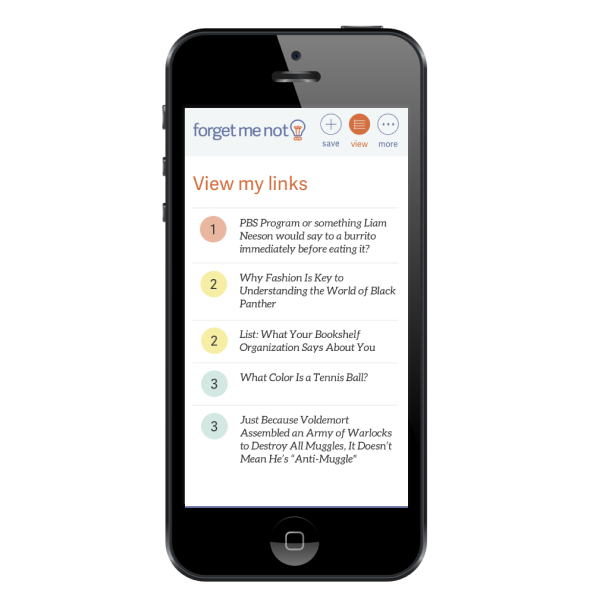 forget me not
save view more
View my links
1
PBS Program or something Liam
Neeson would say to a burrito
immediately before eating it?
2
Why Fashion Is Key to
Understanding the World of Black
Panther
2
List: What Your Bookshelf
Organization Says About You
3
What Color Is a Tennis Ball?
3
Just Because Voldemort
Assembled an Army of Warlocks
to Destroy All Muggles, It Doesn't
Mean He's "Anti-Muggle"